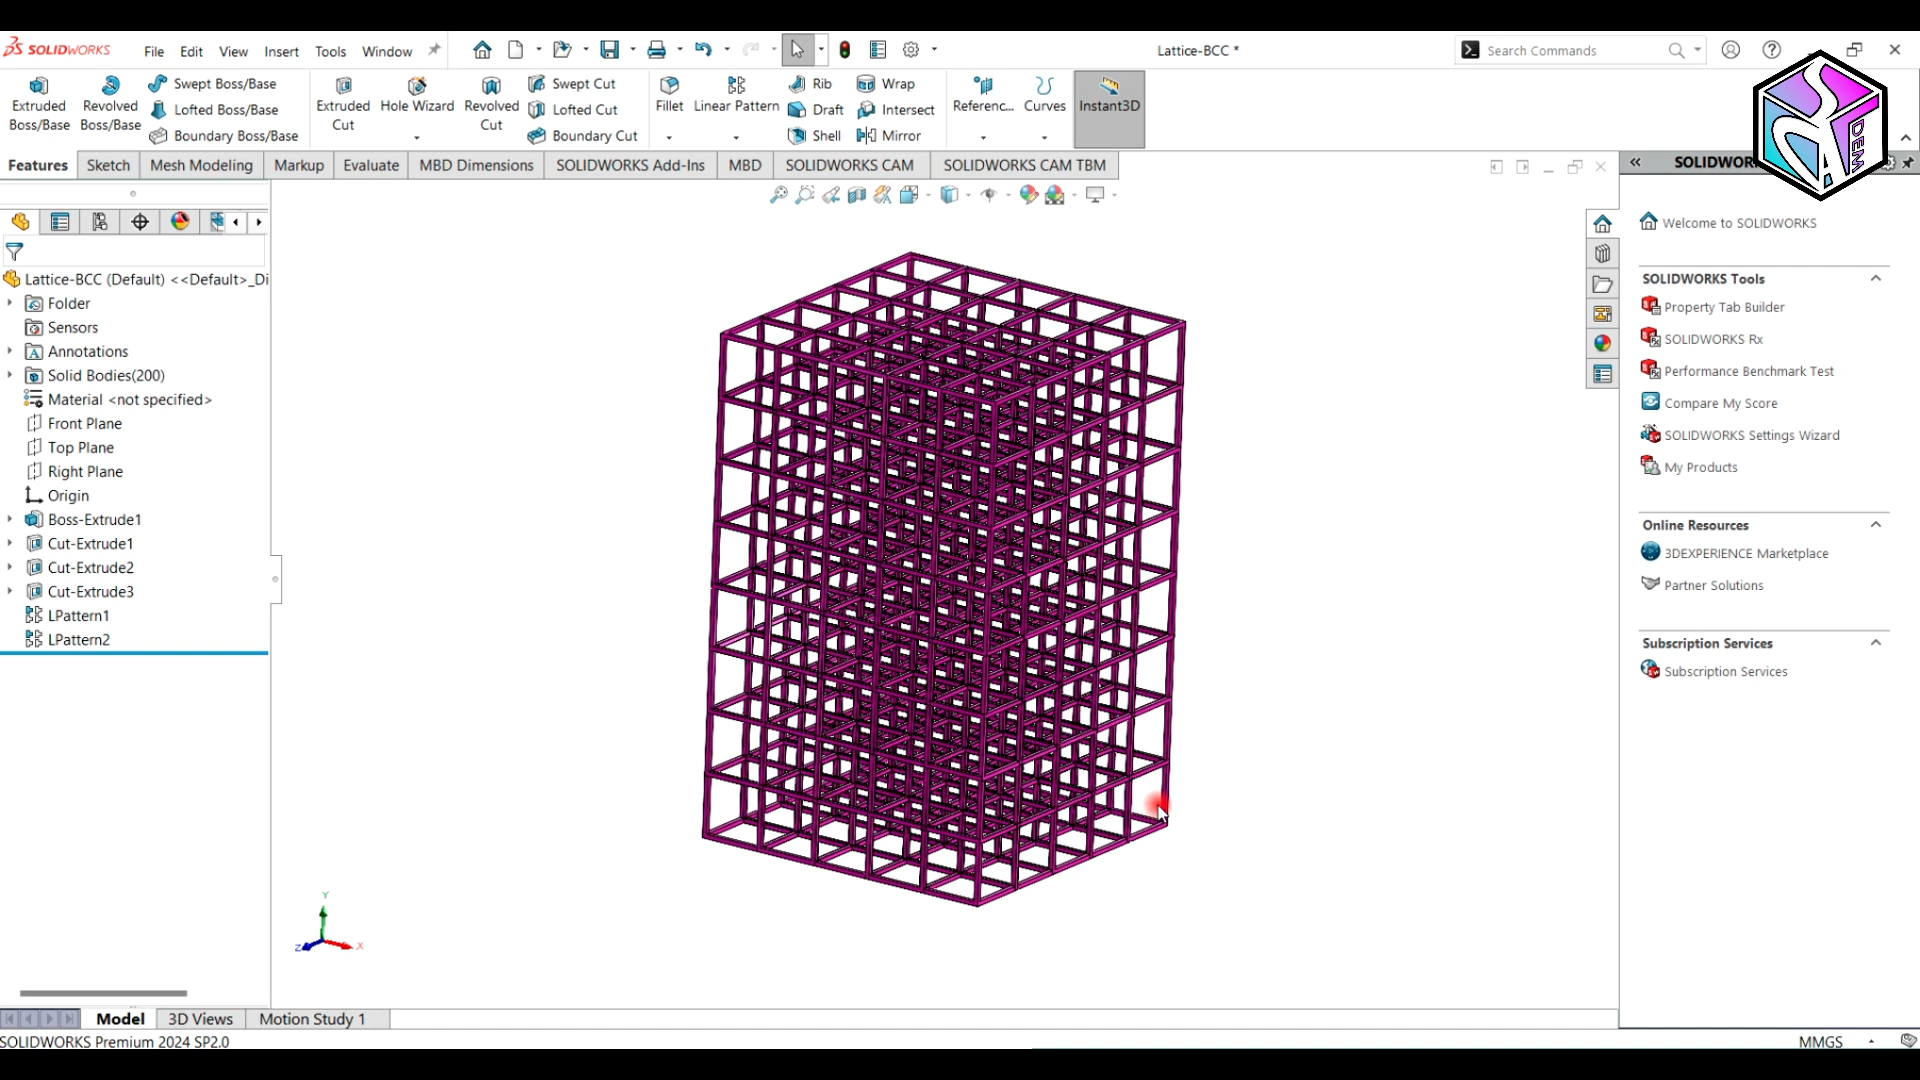 SOLIDWORKS File Edit View Insert Tools Window Lattice-BCC * Search Commands
Extruded Boss/Base
Revolved Boss/Base
Swept Boss/Base
Lofted Boss/Base
Boundary Boss/Base
Extruded Cut
Hole Wizard
Revolved Cut
Swept Cut
Lofted Cut
Boundary Cut
Fillet
Linear Pattern
Rib
Draft
Shell
Wrap
Intersect
Mirror
Referenc...
Curves
Instant3D
Features Sketch Mesh Modeling Markup Evaluate MBD Dimensions SOLIDWORKS Add-Ins MBD SOLIDWORKS CAM SOLIDWORKS CAM TBM
Lattice-BCC (Default) <<Default>_Di
Folder
Sensors
Annotations
Solid Bodies(200)
Material <not specified>
Front Plane
Top Plane
Right Plane
Origin
Boss-Extrude1
Cut-Extrude1
Cut-Extrude2
Cut-Extrude3
LPattern1
LPattern2
Y
Z
X
SOLIDWOR
DEM
Welcome to SOLIDWORKS
SOLIDWORKS Tools
Property Tab Builder
SOLIDWORKS Rx
Performance Benchmark Test
Compare My Score
SOLIDWORKS Settings Wizard
My Products
Online Resources
3DEXPERIENCE Marketplace
Partner Solutions
Subscription Services
Subscription Services
Model 3D Views Motion Study 1
SOLIDWORKS Premium 2024 SP2.0 MMGS